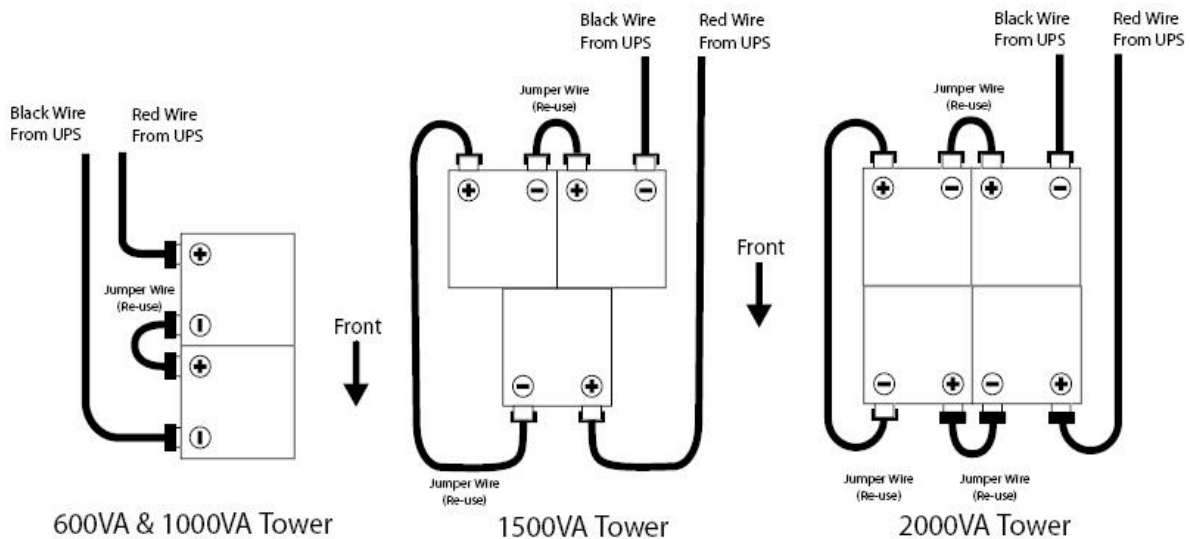 Black Wire
From UPS
Red Wire
From UPS
Jumper Wire
(Re-use)
+
−
+
−
Front
600VA & 1000VA Tower
Black Wire
From UPS
Red Wire
From UPS
Jumper Wire
(Re-use)
+
−
+
−
−
+
Jumper Wire
(Re-use)
Front
1500VA Tower
Black Wire
From UPS
Red Wire
From UPS
Jumper Wire
(Re-use)
+
−
+
−
−
+
−
+
Jumper Wire
(Re-use)
Jumper Wire
(Re-use)
2000VA Tower